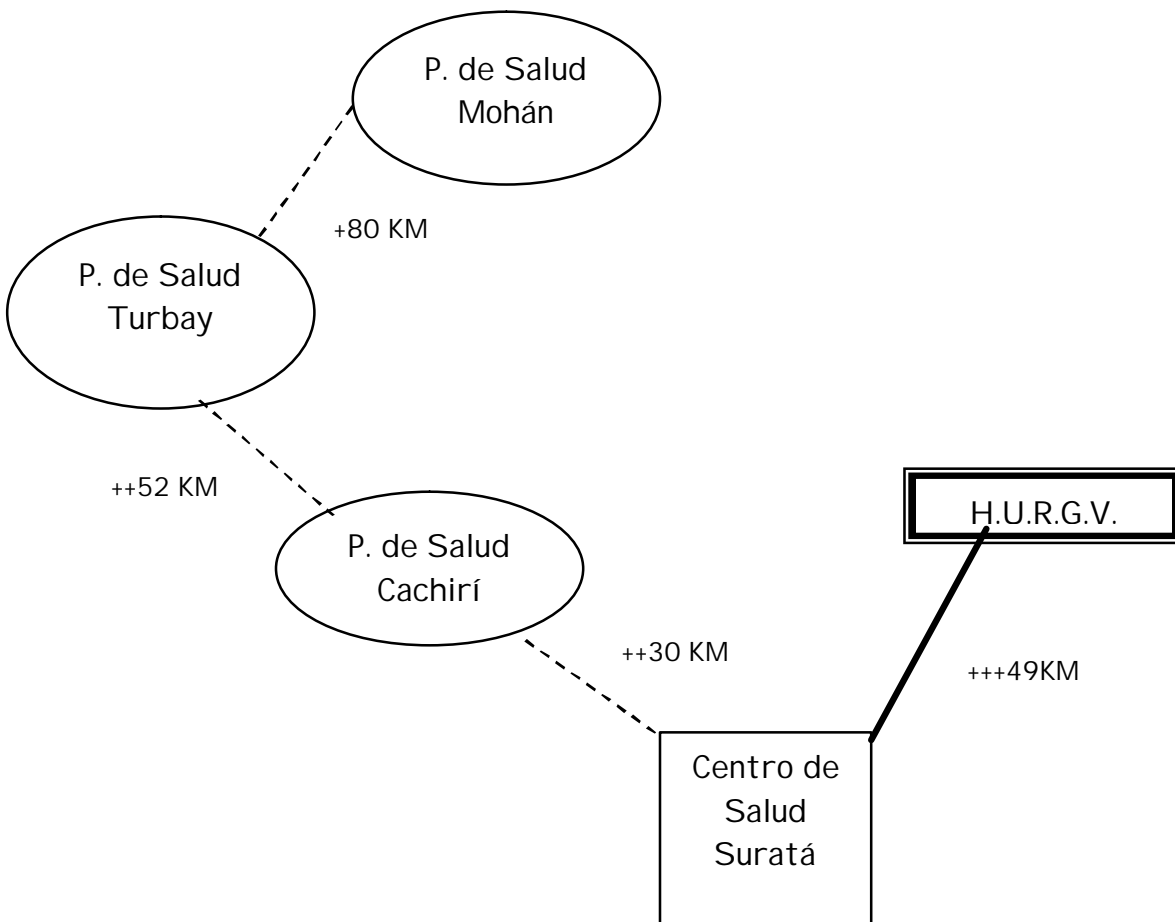 P. de Salud
Mohán
+80 KM
P. de Salud
Turbay
++52 KM
H.U.R.G.V.
P. de Salud
Cachirí
++30 KM
+++49KM
Centro de
Salud
Suratá